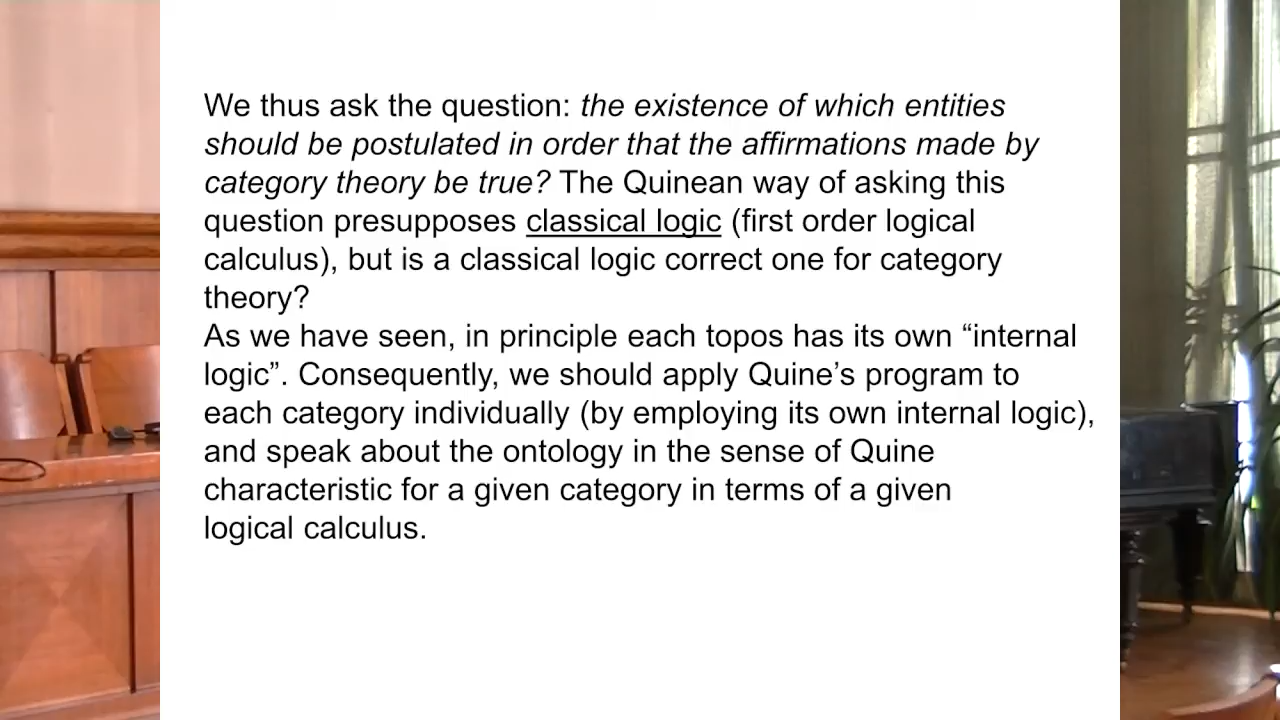 We thus ask the question: the existence of which entities
should be postulated in order that the affirmations made by
category theory be true? The Quinean way of asking this
question presupposes classical logic (first order logical
calculus), but is a classical logic correct one for category
theory?
As we have seen, in principle each topos has its own “internal
logic”. Consequently, we should apply Quine’s program to
each category individually (by employing its own internal logic),
and speak about the ontology in the sense of Quine
characteristic for a given category in terms of a given
logical calculus.